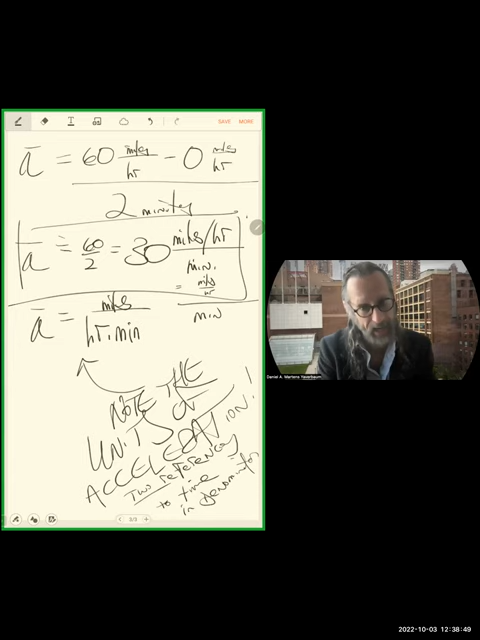 SAVE MORE
ā = 60 miles/hr - 0 miles/hr
2 minutes
ā = 60/2 = 30 miles/hr
min.
= miles/hr
min
ā = miles
hr.min
NOTE THE
UNITS OF
ACCELERATION!
TWO references
to time
in Denominator
3/3
Daniel A. Martens Yaverbaum
2022-10-03 12:38:49